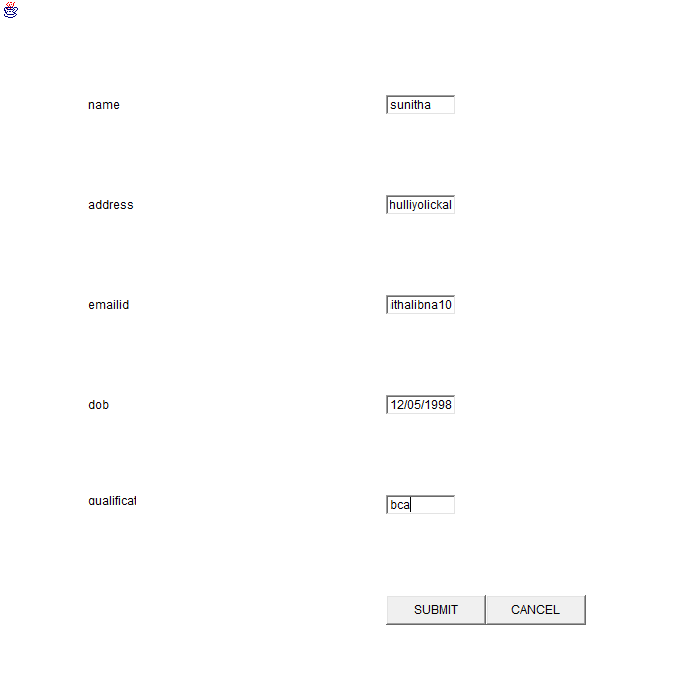 name sunitha
address hulliyolickal
emailid ithalibna10
dob 12/05/1998
qualificat bca
SUBMIT CANCEL